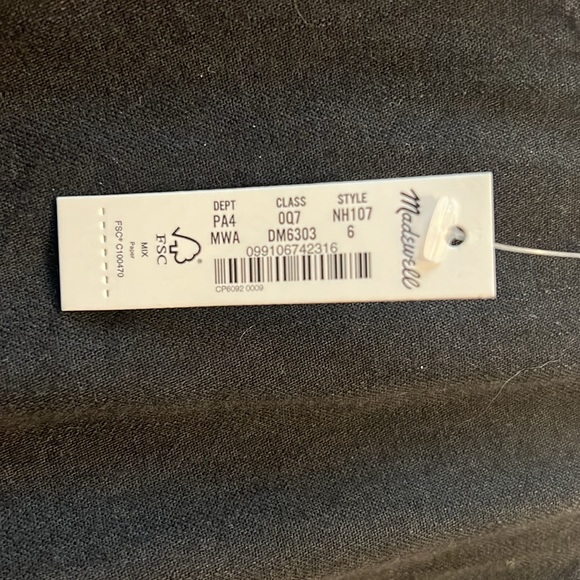 Madewell
DEPT CLASS STYLE
PA4 0Q7 NH107
MWA DM6303 6
099106742316
CP6092 0009
FSC®
MIX
Paper
FSC® C100470